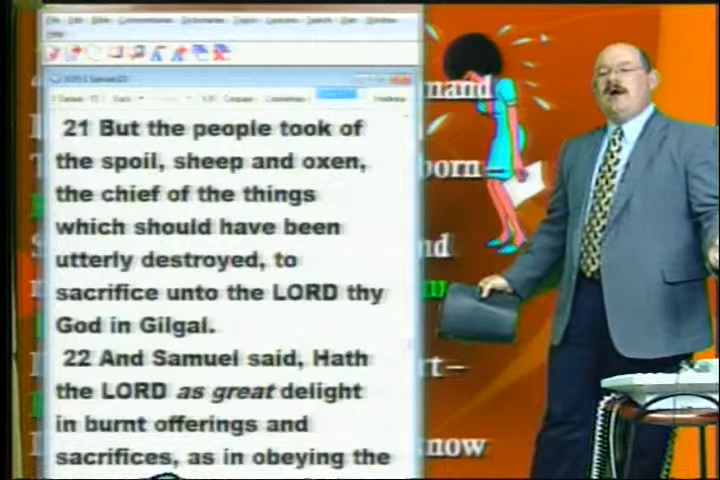 21 But the people took of
the spoil, sheep and oxen,
the chief of the things
which should have been
utterly destroyed, to
sacrifice unto the LORD thy
God in Gilgal.
22 And Samuel said, Hath
the LORD as great delight
in burnt offerings and
sacrifices, as in obeying the
mand
born
nd
rt–
know